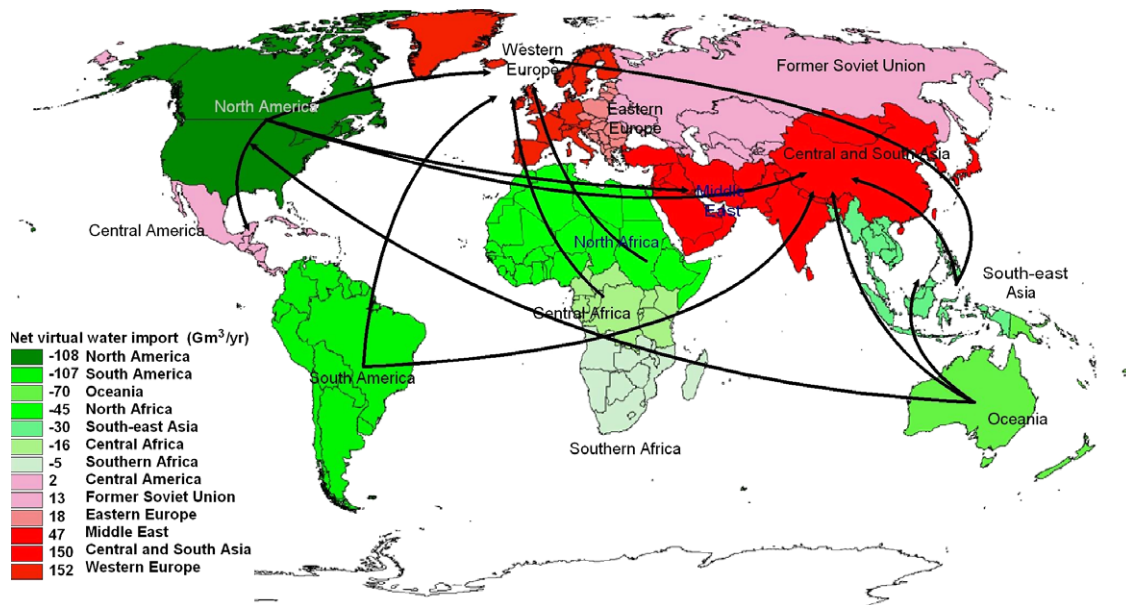 Western
Europe
Former Soviet Union
North America
Eastern
Europe
Central and South Asia
Middle
East
Central America
North Africa
South-east
Asia
Central Africa
South America
Oceania
Southern Africa
Net virtual water import (Gm³/yr)
-108 North America
-107 South America
-70 Oceania
-45 North Africa
-30 South-east Asia
-16 Central Africa
-5 Southern Africa
2 Central America
13 Former Soviet Union
18 Eastern Europe
47 Middle East
150 Central and South Asia
152 Western Europe